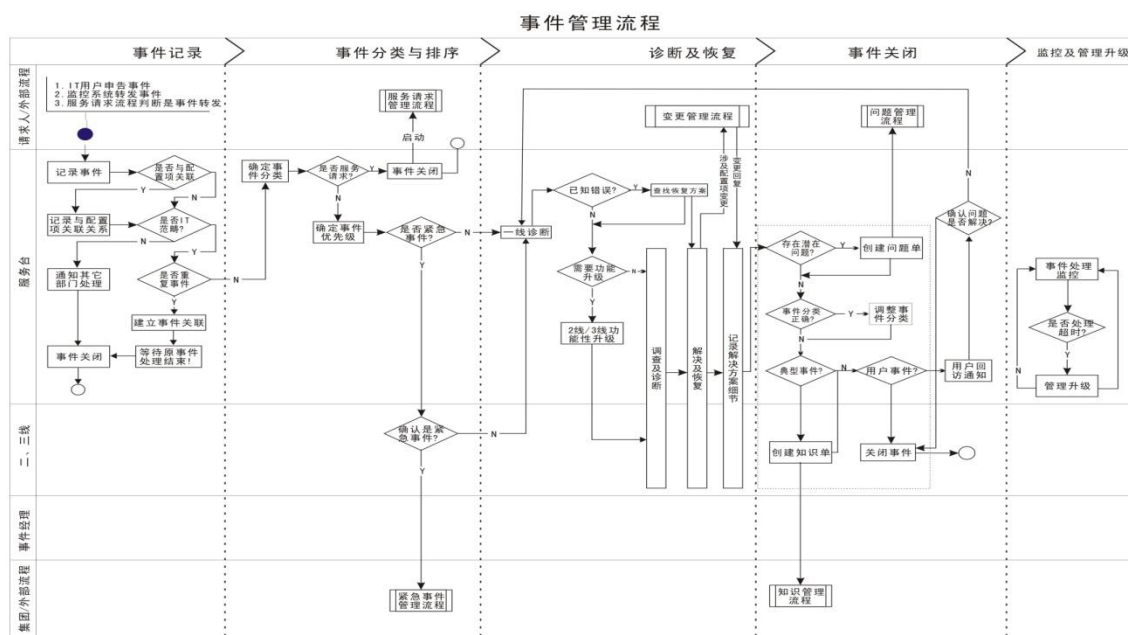 事件管理流程
事件记录
事件分类与排序
诊断及恢复
事件关闭
监控及管理升级
请求人/外部流程
1. IT用户申告事件
2. 监控系统转发事件
3. 服务请求流程判断是事件转发
服务请求
管理流程
启动
变更管理流程
问题管理
流程
涉及配置项变更
变更回复
服务台
记录事件
是否与配
置项关联
Y
N
记录与配置
项关联关系
是否IT
范畴?
N
Y
通知其它
部门处理
是否重
复事件
N
Y
建立事件关联
等待原事件
处理结束!
事件关闭
确定事
件分类
是否服务
请求?
Y
事件关闭
N
确定事件
优先级
是否紧急
事件?
N
Y
一线诊断
已知错误?
Y
查找恢复方案
N
需要功能
升级
N
Y
2线/3线功
能性升级
调查及诊断
解决及恢复
记录解决方案细节
存在潜在
问题?
Y
创建问题单
N
事件分类
正确?
Y
调整事
件分类
N
典型事件?
N
用户事件?
Y
Y
用户回
访通知
确认问题
是否解决?
N
Y
事件处理
监控
是否处理
超时?
N
Y
管理升级
二、三线
确认是紧
急事件?
N
Y
创建知识单
关闭事件
事件经理
集团/外部流程
紧急事件
管理流程
知识管理
流程